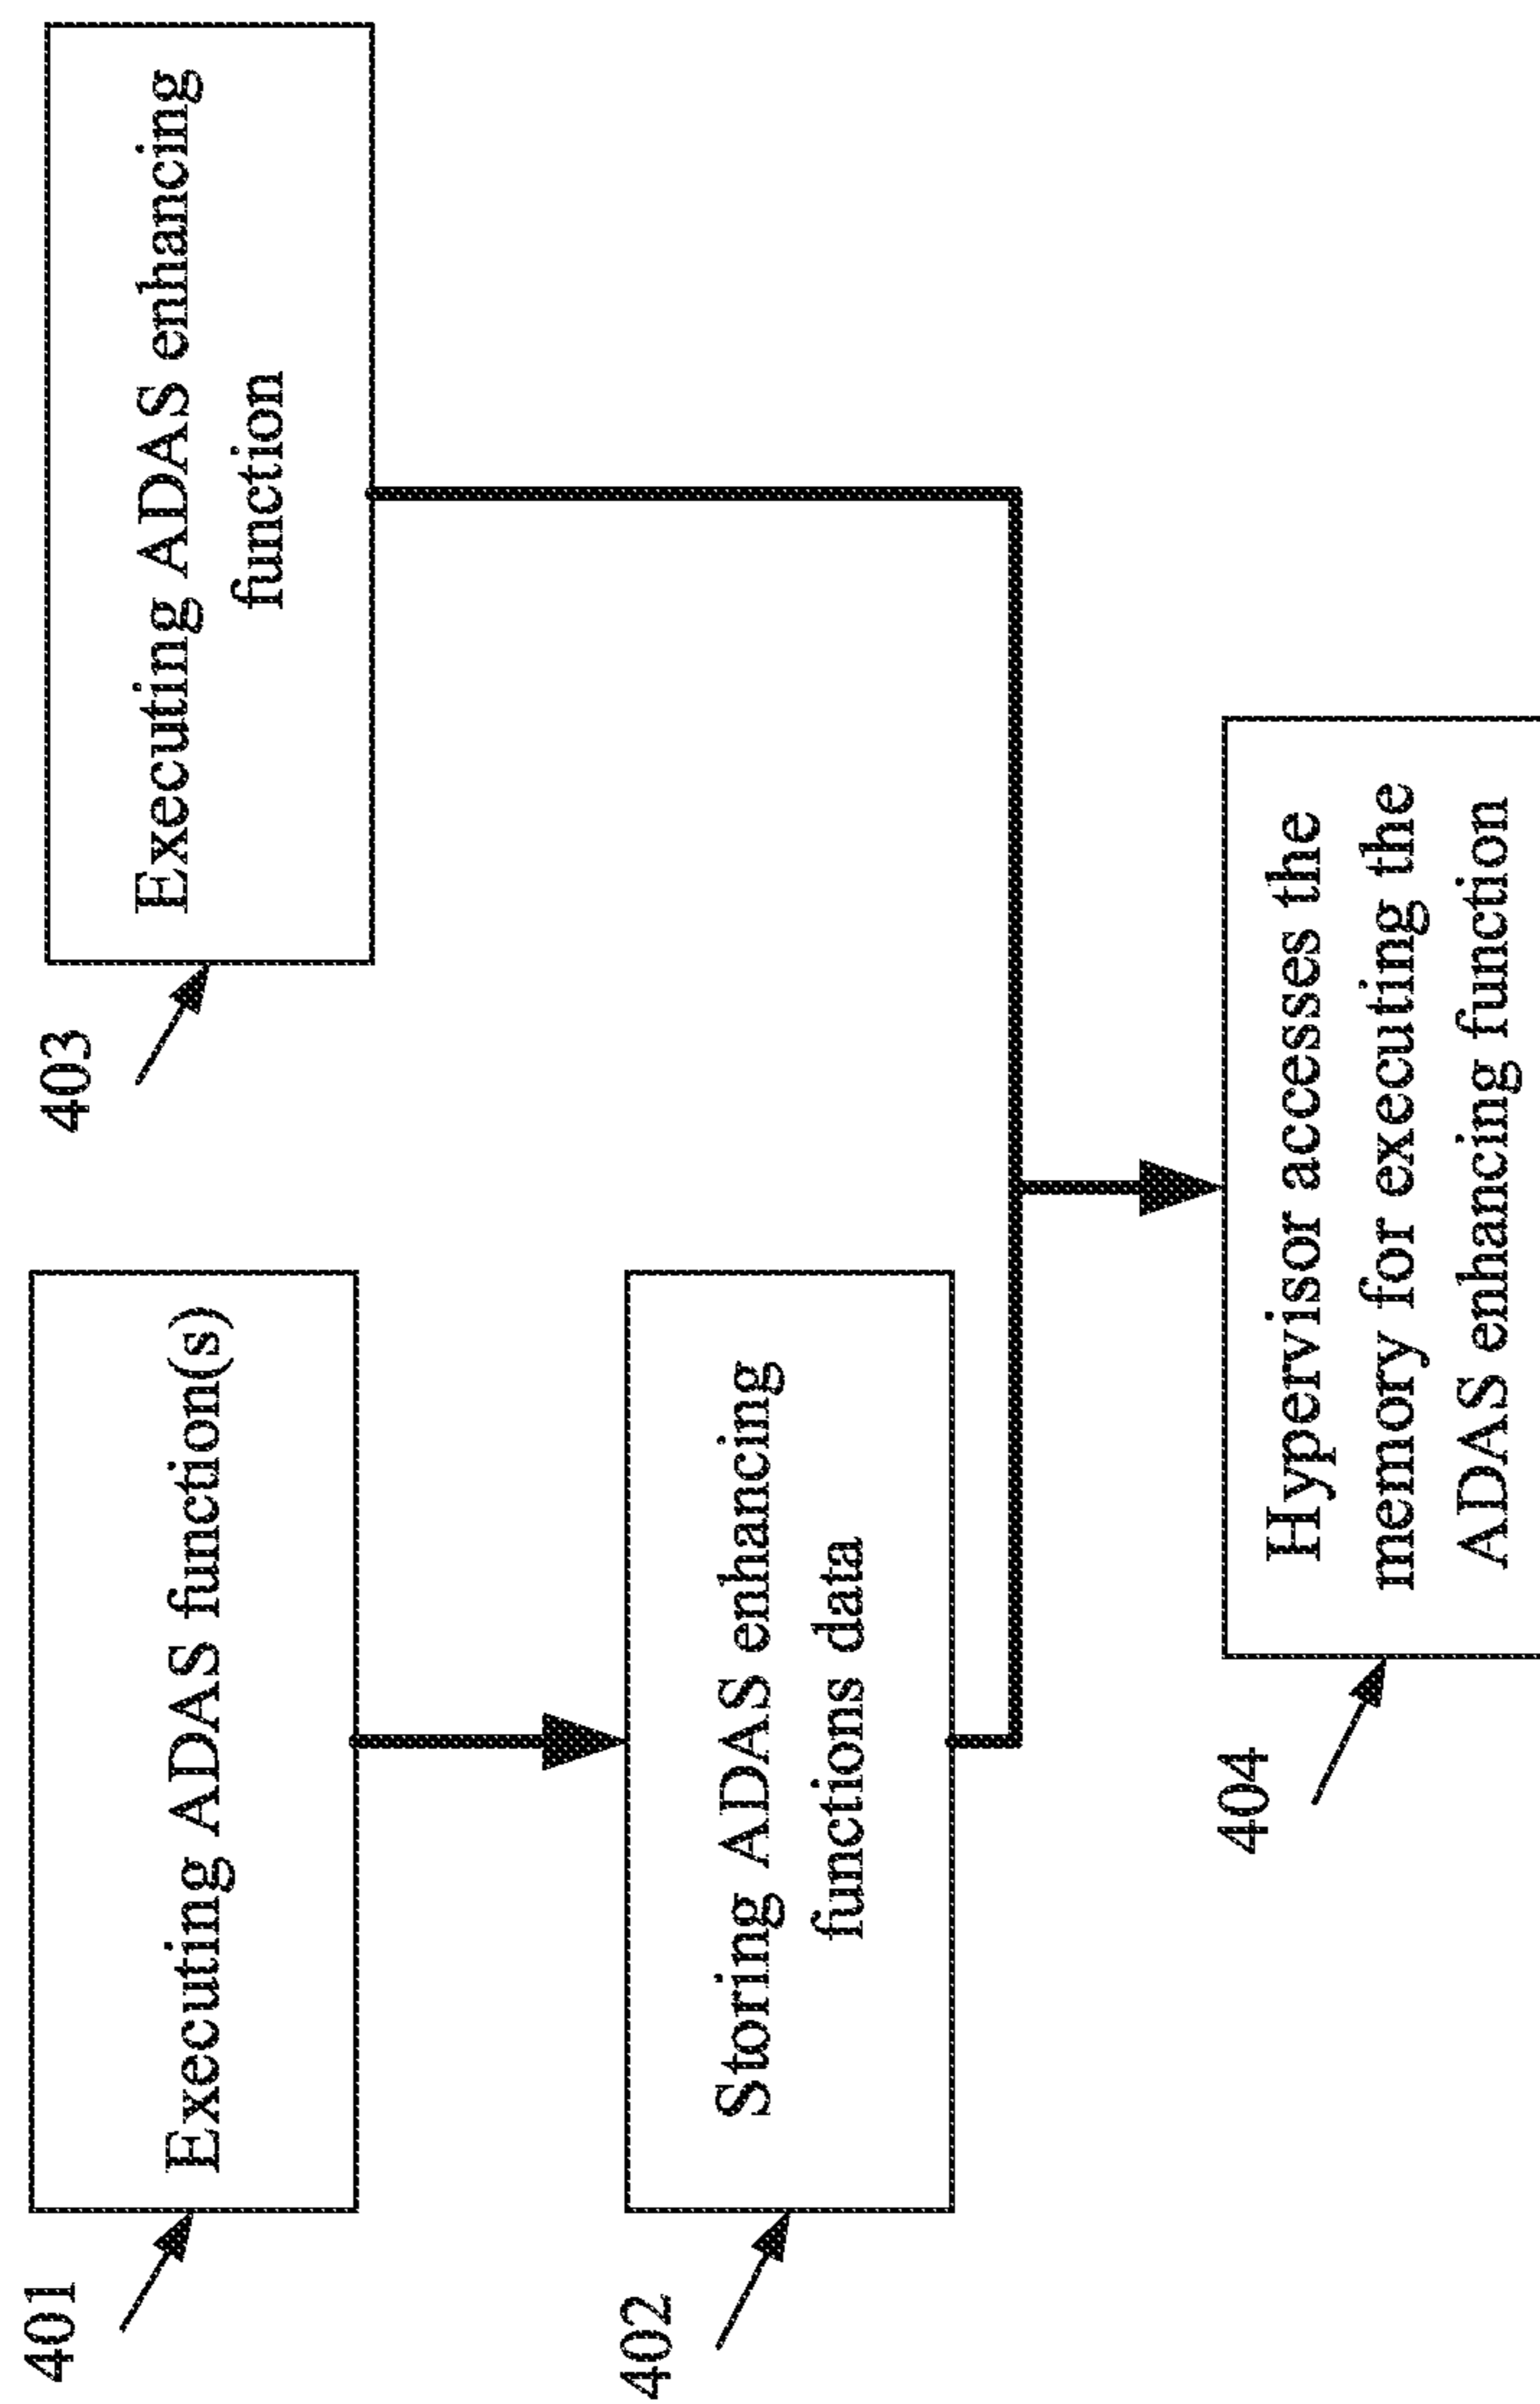 401
Executing ADAS function(s)
403
Executing ADAS enhancing
function
402
Storing ADAS enhancing
functions data
404
Hypervisor accesses the
memory for executing the
ADAS enhancing function